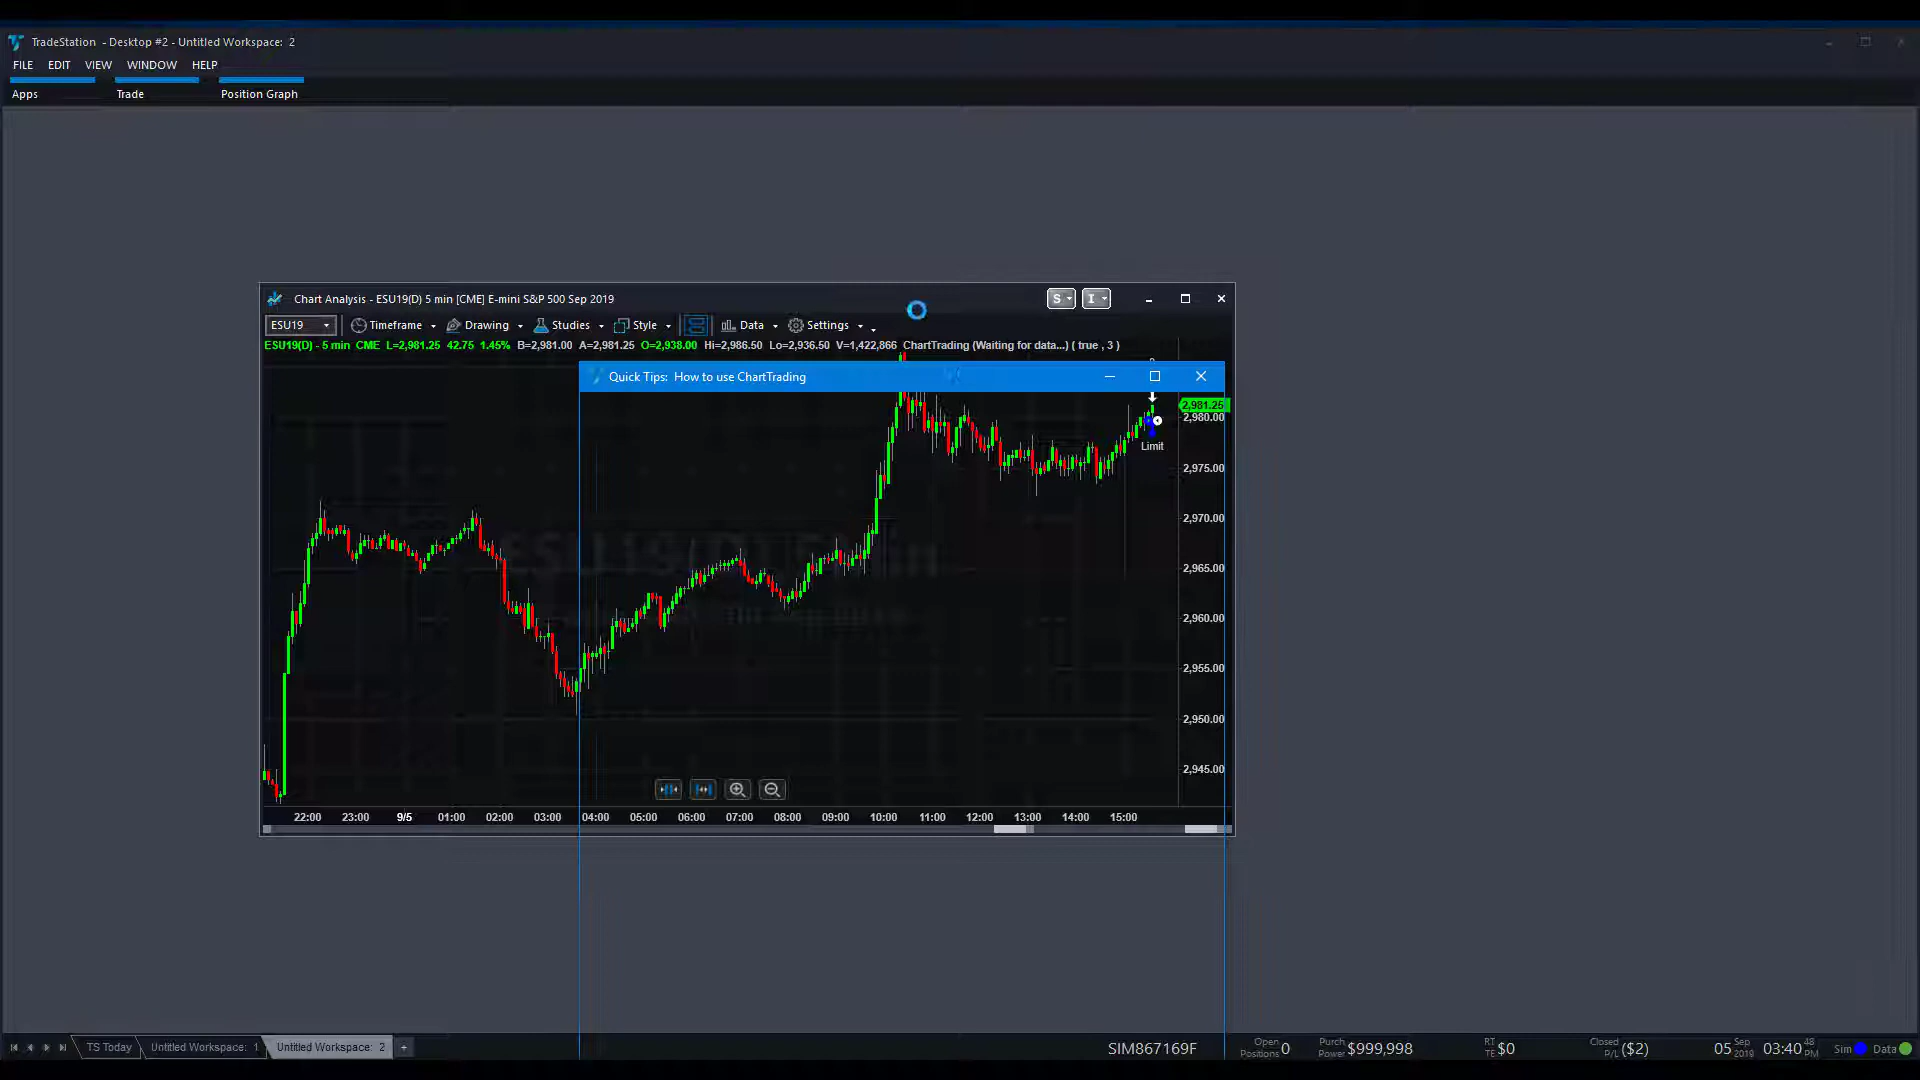 TradeStation - Desktop #2 - Untitled Workspace: 2
FILE EDIT VIEW WINDOW HELP
Apps Trade Position Graph
Chart Analysis - ESU19(D) 5 min [CME] E-mini S&P 500 Sep 2019
S I
ESU19 Timeframe Drawing Studies Style Data Settings
ESU19(D) - 5 min CME L=2,981.25 42.75 1.45% B=2,981.00 A=2,981.25 O=2,938.00 Hi=2,986.50 Lo=2,936.50 V=1,422,866 ChartTrading (Waiting for data...) ( true , 3 )
Quick Tips: How to use ChartTrading
2,981.25
2,980.00
Limit
2,975.00
2,970.00
2,965.00
2,960.00
2,955.00
2,950.00
2,945.00
22:00 23:00 9/5 01:00 02:00 03:00 04:00 05:00 06:00 07:00 08:00 09:00 10:00 11:00 12:00 13:00 14:00 15:00
TS Today Untitled Workspace: 1 Untitled Workspace: 2 +
SIM867169F Open Positions 0 Purch Power $999,998 RT TE $0 Closed P/L ($2) 05 Sep 2019 03:40 48 PM Sim Data